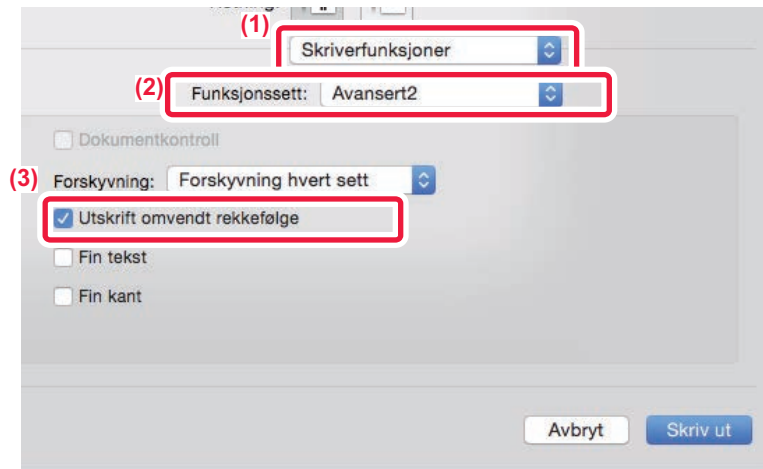 (1)
Skriverfunksjoner
(2)
Funksjonssett: Avansert2
Dokumentkontroll
(3)
Forskyvning: Forskyvning hvert sett
Utskrift omvendt rekkefølge
Fin tekst
Fin kant
Avbryt Skriv ut